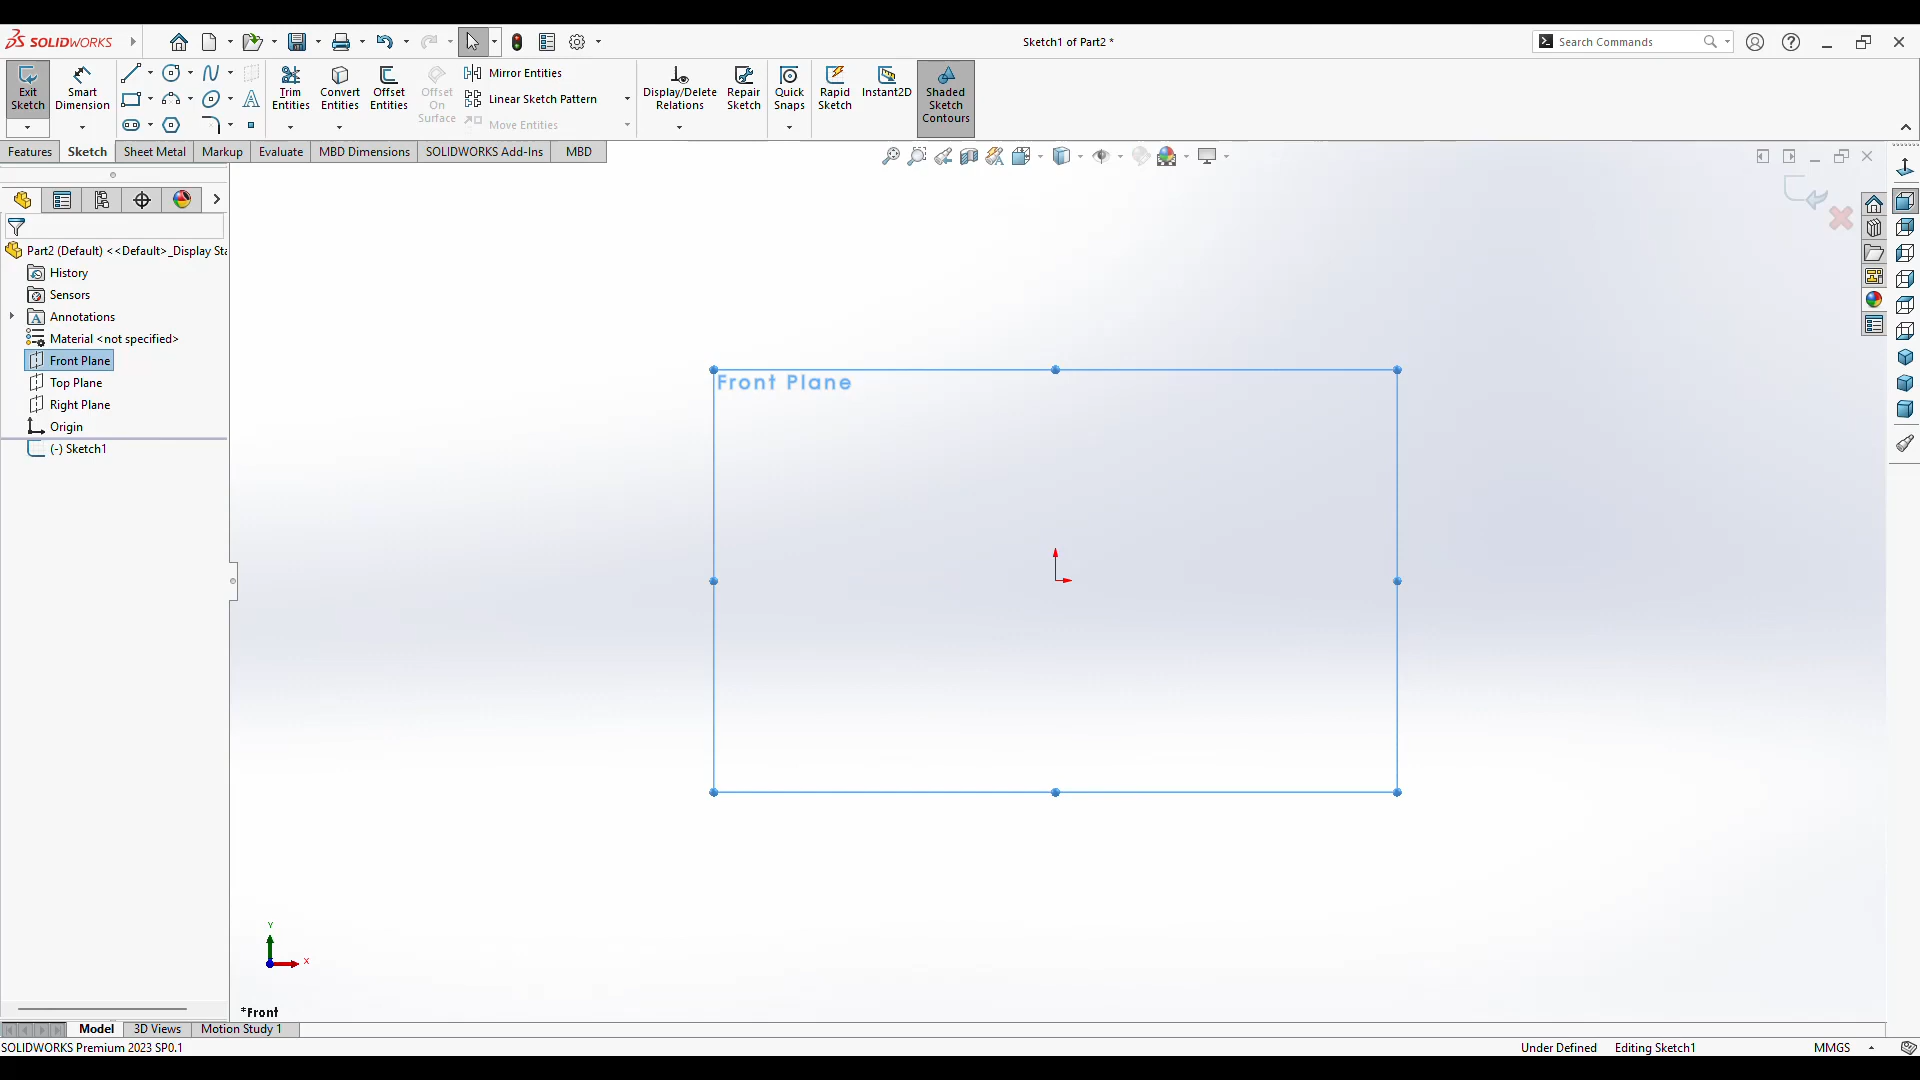 SOLIDWORKS
Sketch1 of Part2 *
Search Commands
Exit Sketch
Smart Dimension
Trim Entities
Convert Entities
Offset Entities
Offset On Surface
Mirror Entities
Linear Sketch Pattern
Move Entities
Display/Delete Relations
Repair Sketch
Quick Snaps
Rapid Sketch
Instant2D
Shaded Sketch Contours
Features Sketch Sheet Metal Markup Evaluate MBD Dimensions SOLIDWORKS Add-Ins MBD
Part2 (Default) <<Default>_Display Sta
History
Sensors
Annotations
Material <not specified>
Front Plane
Top Plane
Right Plane
Origin
(-) Sketch1
Front Plane
Y
X
*Front
Model 3D Views Motion Study 1
SOLIDWORKS Premium 2023 SP0.1
Under Defined Editing Sketch1 MMGS